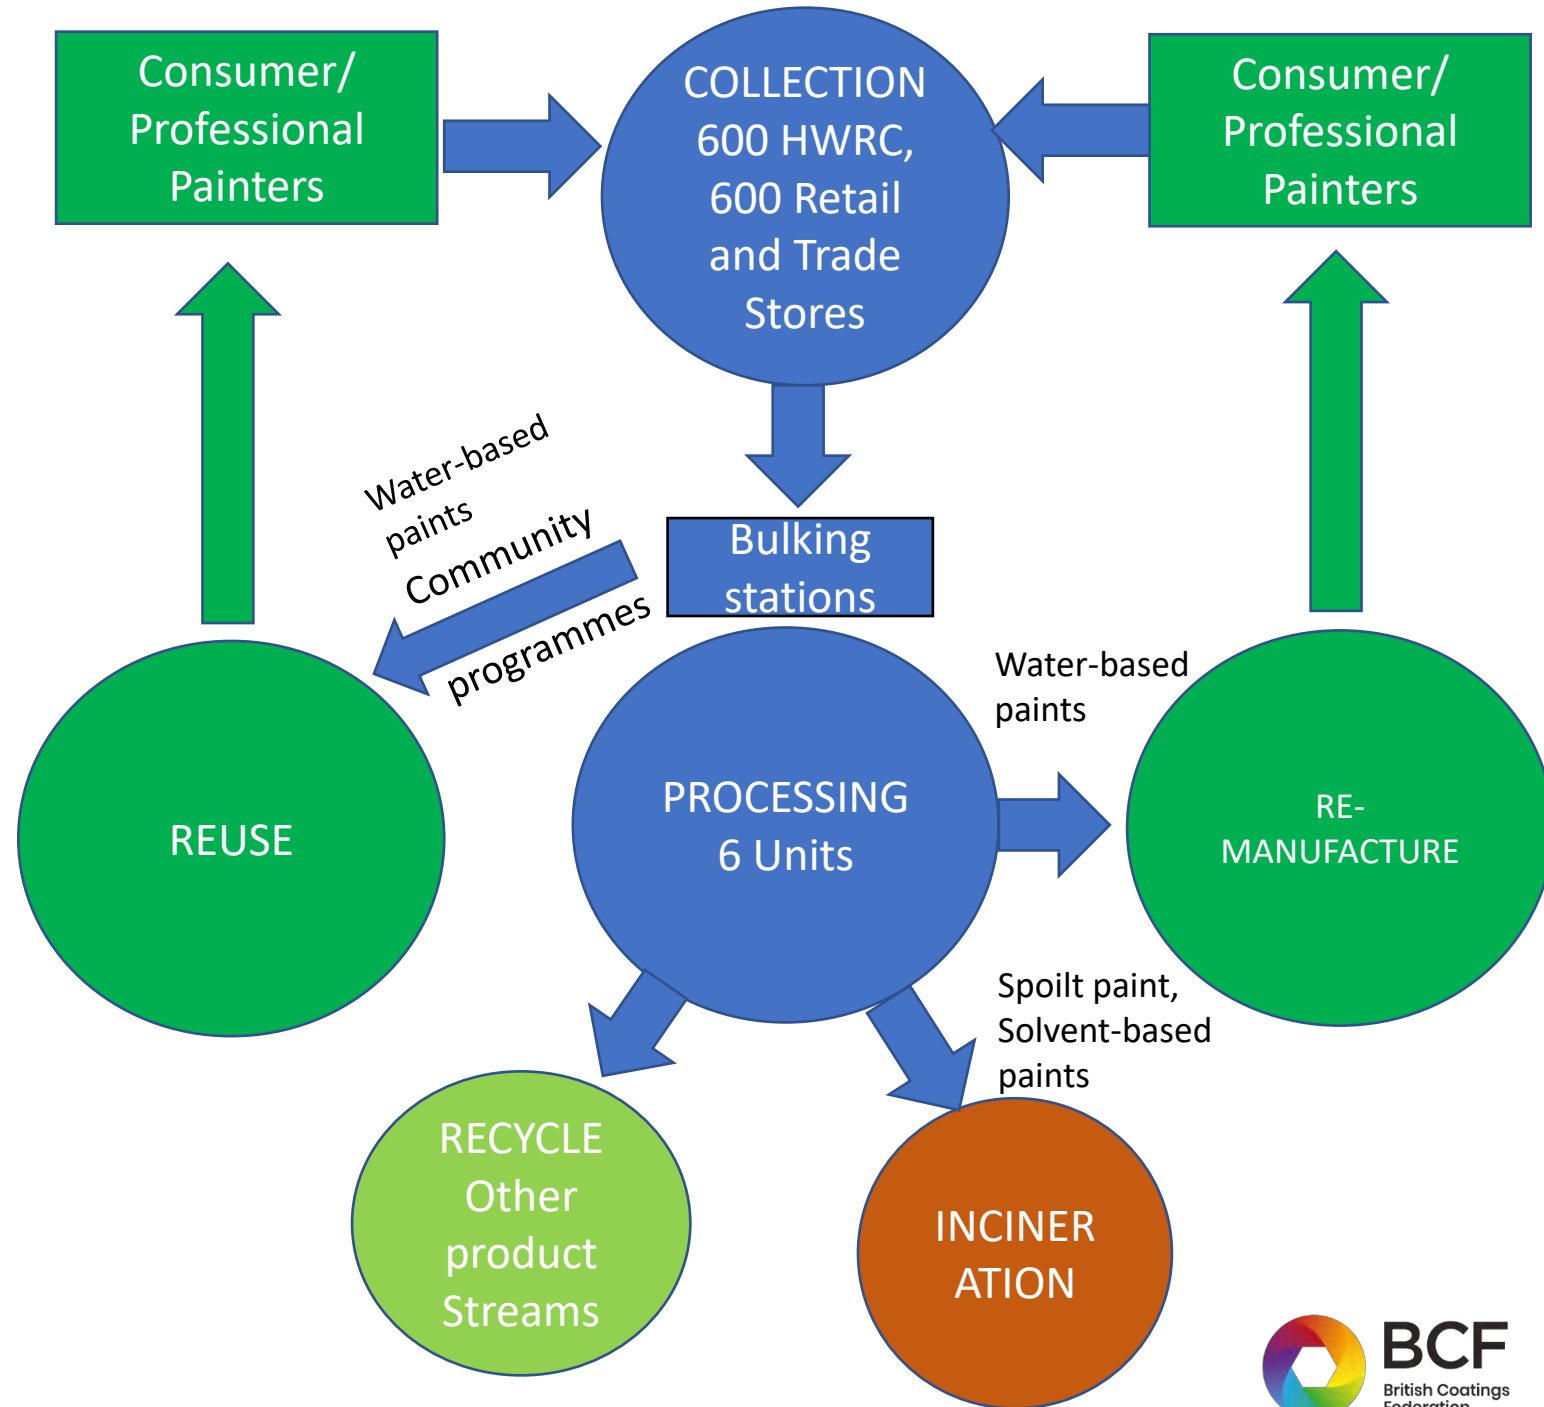 Consumer/
Professional
Painters
COLLECTION
600 HWRC,
600 Retail
and Trade
Stores
Consumer/
Professional
Painters
Water-based
paints
Community
programmes
Bulking
stations
Water-based
paints
REUSE
PROCESSING
6 Units
RE-
MANUFACTURE
Spoilt paint,
Solvent-based
paints
RECYCLE
Other
product
Streams
INCINER
ATION
BCF
British Coatings
Federation